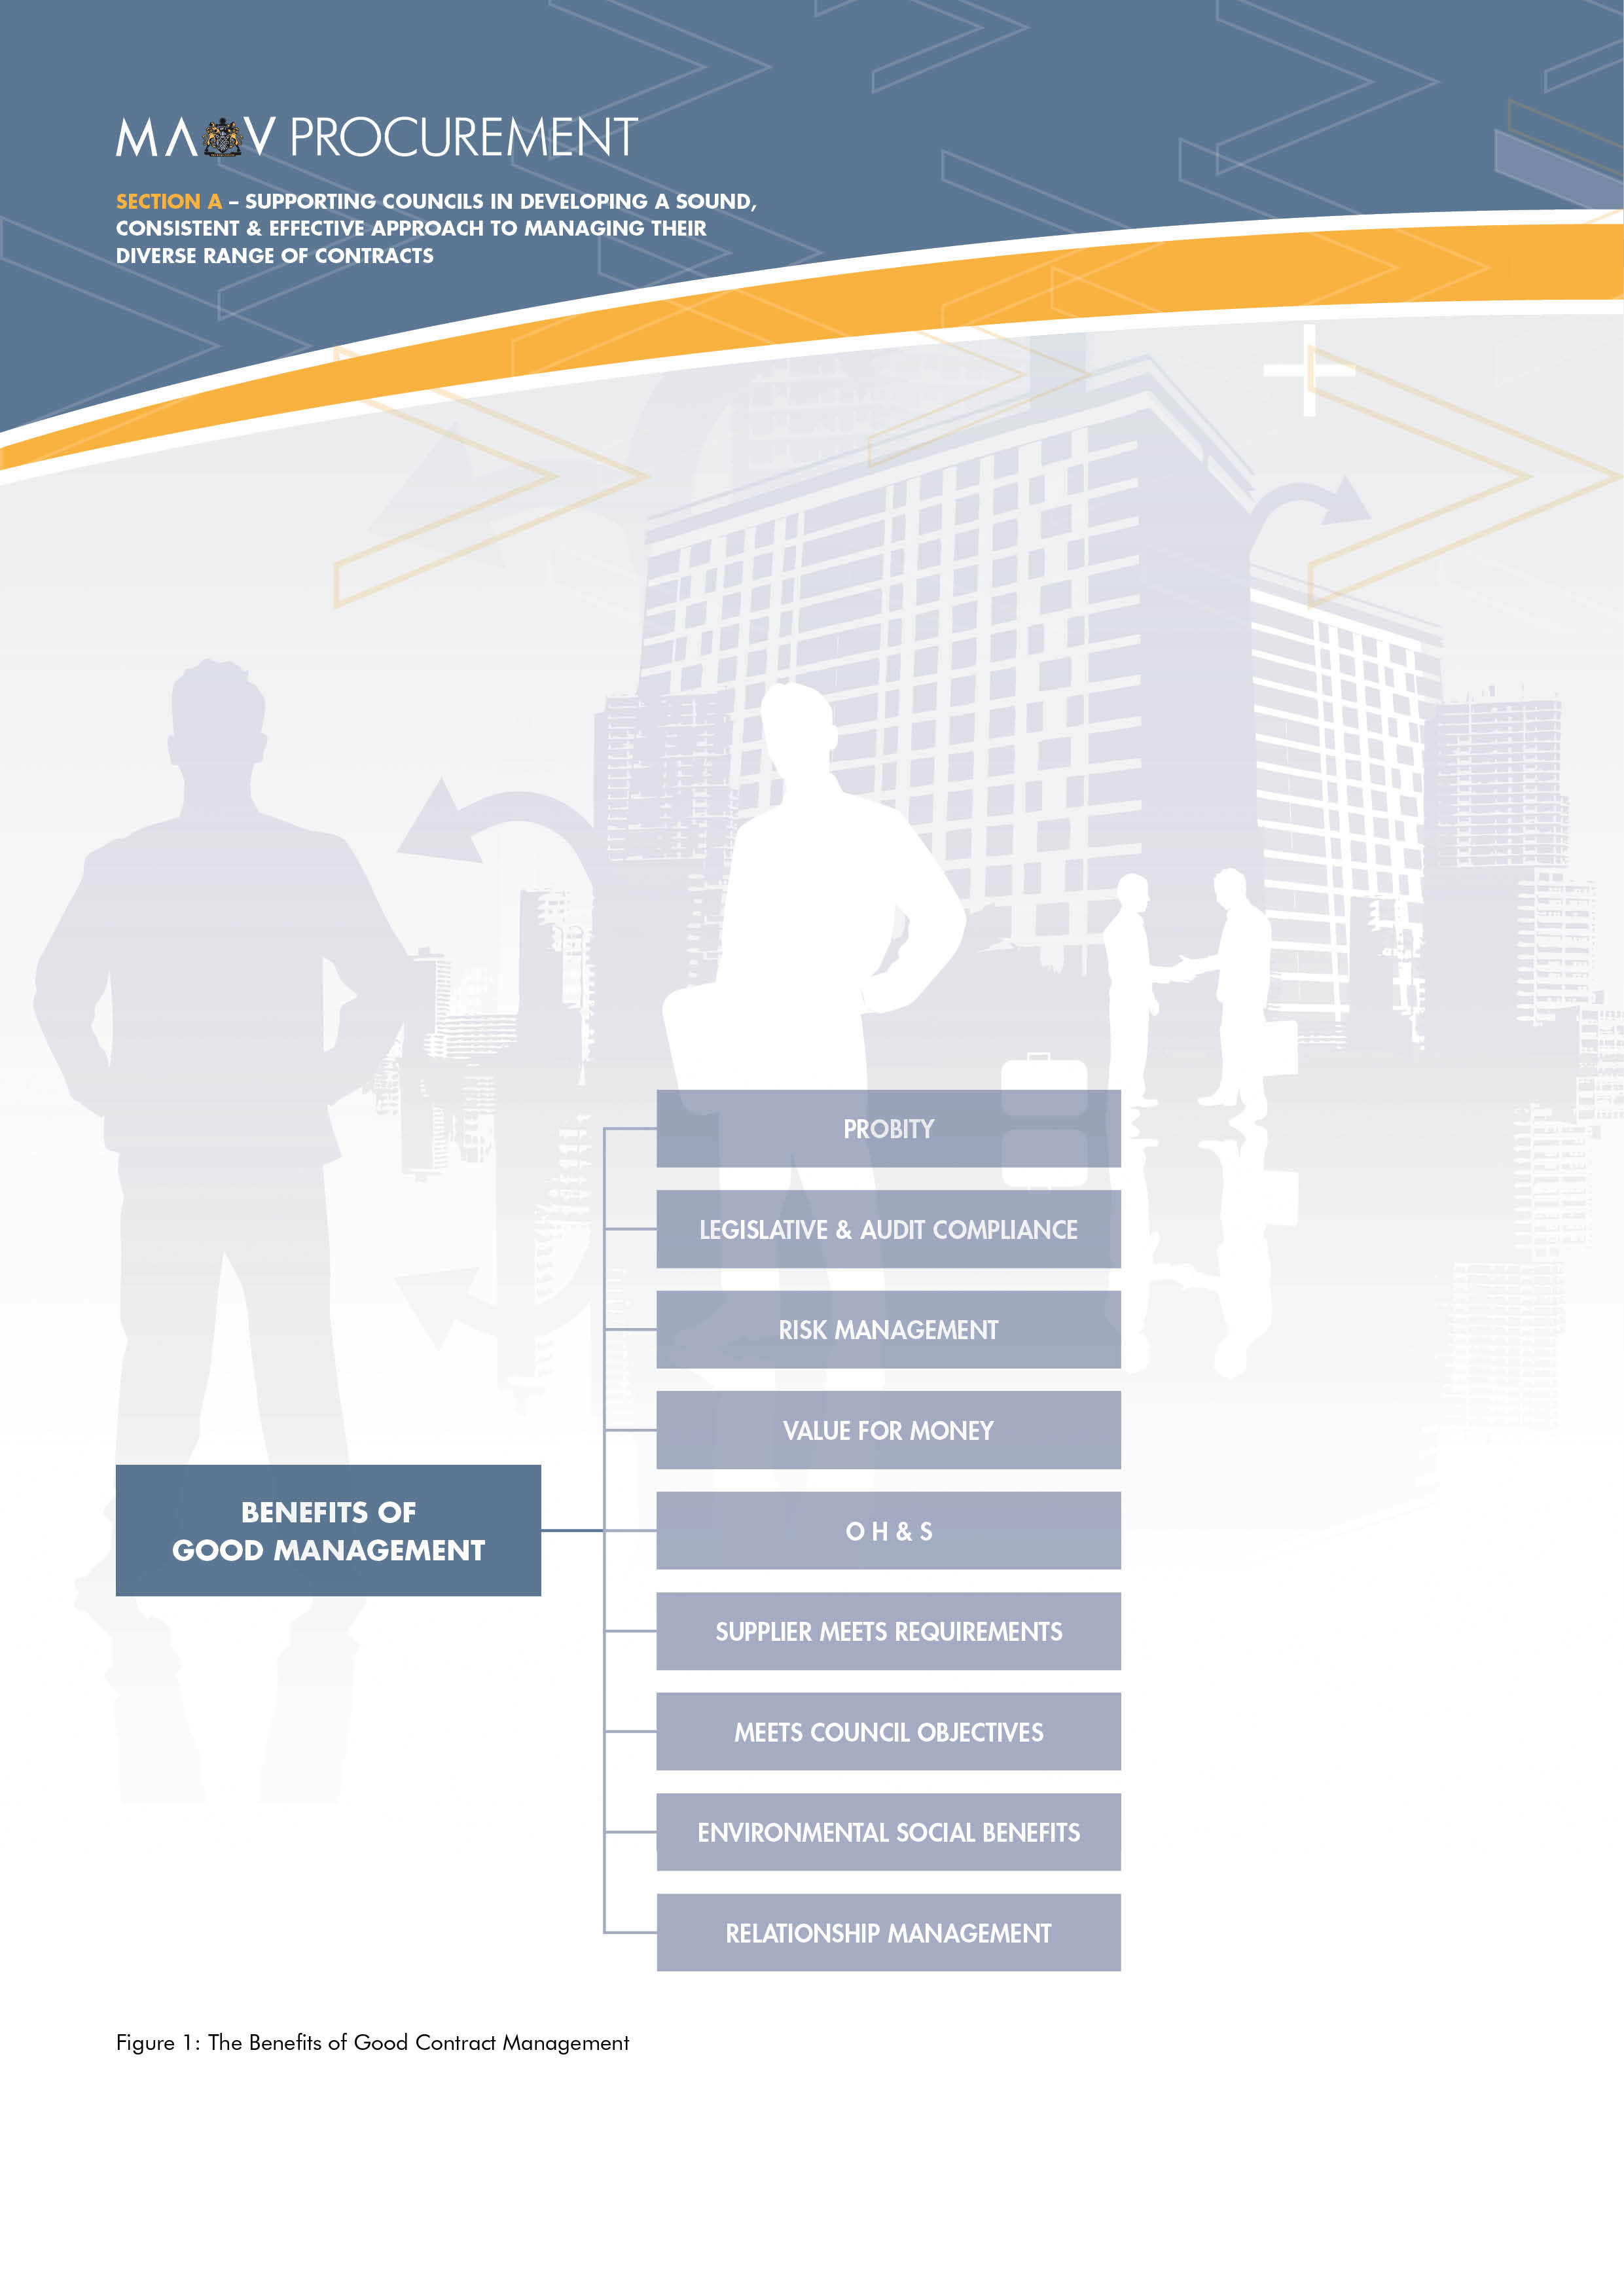 MAV PROCUREMENT
SECTION A – SUPPORTING COUNCILS IN DEVELOPING A SOUND,
CONSISTENT & EFFECTIVE APPROACH TO MANAGING THEIR
DIVERSE RANGE OF CONTRACTS
PROBITY
LEGISLATIVE & AUDIT COMPLIANCE
RISK MANAGEMENT
VALUE FOR MONEY
BENEFITS OF
GOOD MANAGEMENT
O H & S
SUPPLIER MEETS REQUIREMENTS
MEETS COUNCIL OBJECTIVES
ENVIRONMENTAL SOCIAL BENEFITS
RELATIONSHIP MANAGEMENT
Figure 1: The Benefits of Good Contract Management